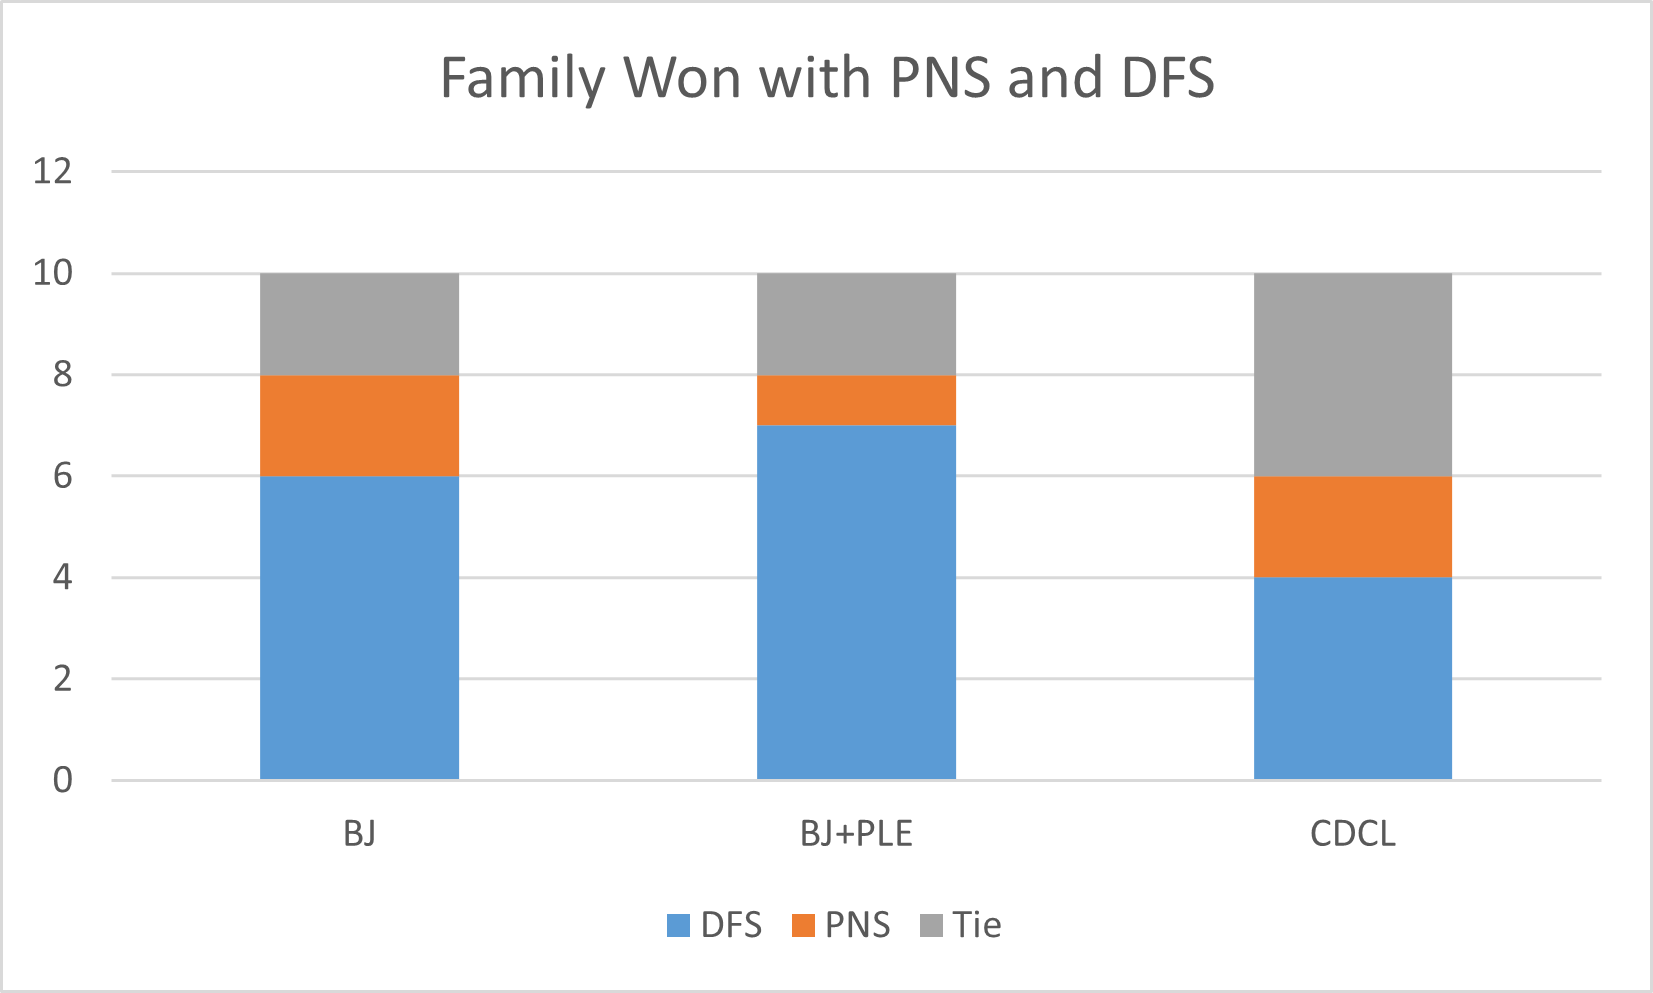 Family Won with PNS and DFS
12
10
8
6
4
2
0
BJ BJ+PLE CDCL
DFS PNS Tie